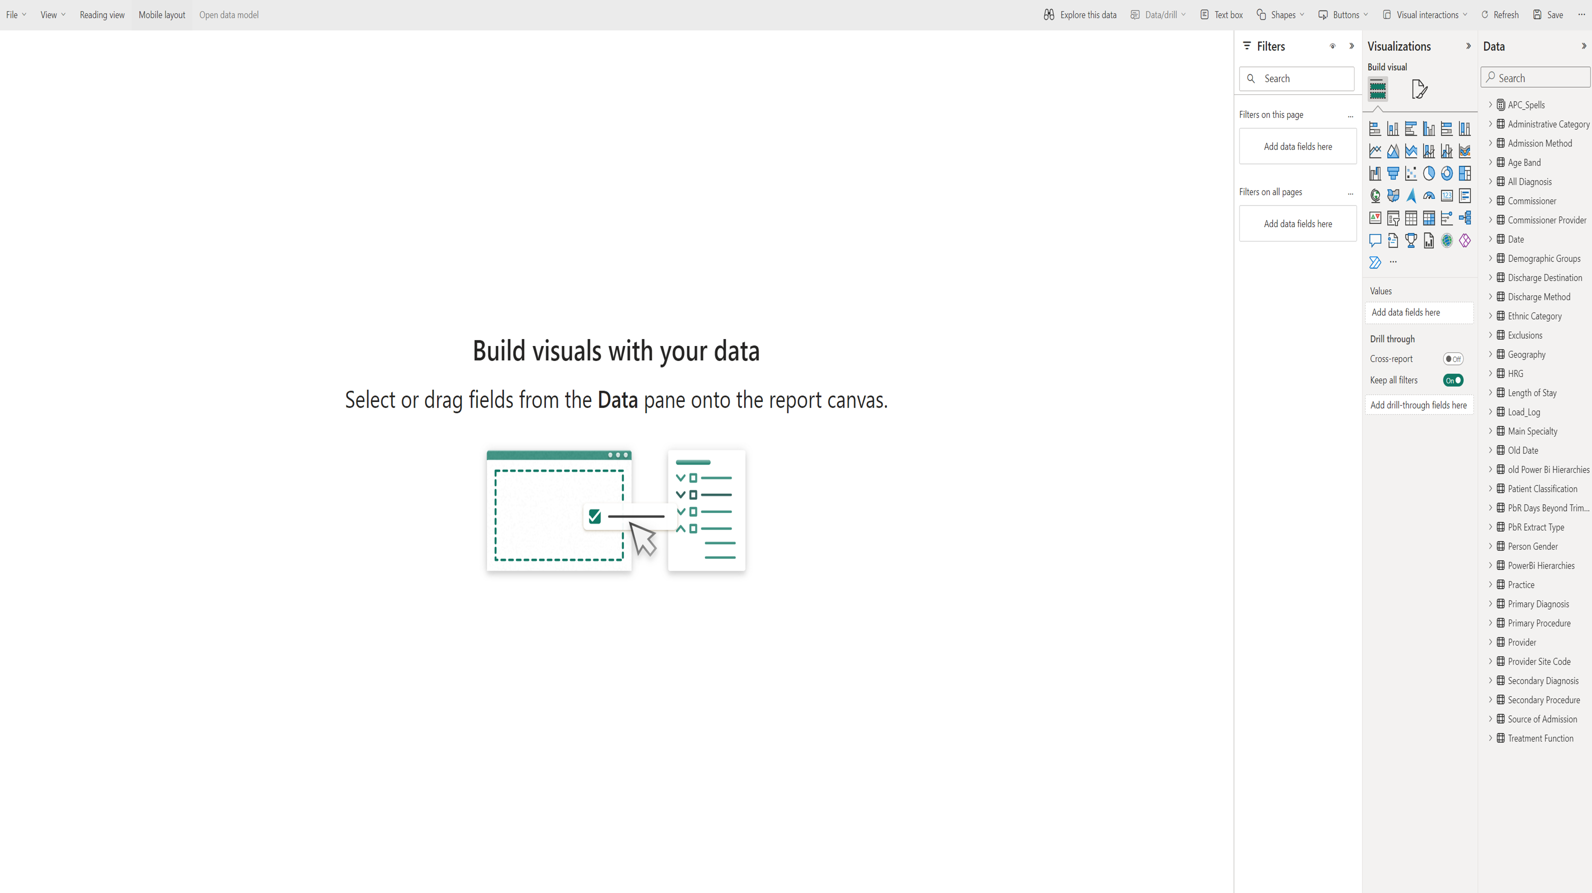 File View Reading view Mobile layout Open data model Explore this data Data/drill Text box Shapes Buttons Visual interactions Refresh Save ...
Build visuals with your data
Select or drag fields from the Data pane onto the report canvas.
Filters
Search
Filters on this page ...
Add data fields here
Filters on all pages ...
Add data fields here
Visualizations
Build visual
...
Values
Add data fields here
Drill through
Cross-report Off
Keep all filters On
Add drill-through fields here
Data
Search
APC_Spells
Administrative Category
Admission Method
Age Band
All Diagnosis
Commissioner
Commissioner Provider
Date
Demographic Groups
Discharge Destination
Discharge Method
Ethnic Category
Exclusions
Geography
HRG
Length of Stay
Load_Log
Main Specialty
Old Date
old Power Bi Hierarchies
Patient Classification
PbR Days Beyond Trim...
PbR Extract Type
Person Gender
PowerBi Hierarchies
Practice
Primary Diagnosis
Primary Procedure
Provider
Provider Site Code
Secondary Diagnosis
Secondary Procedure
Source of Admission
Treatment Function